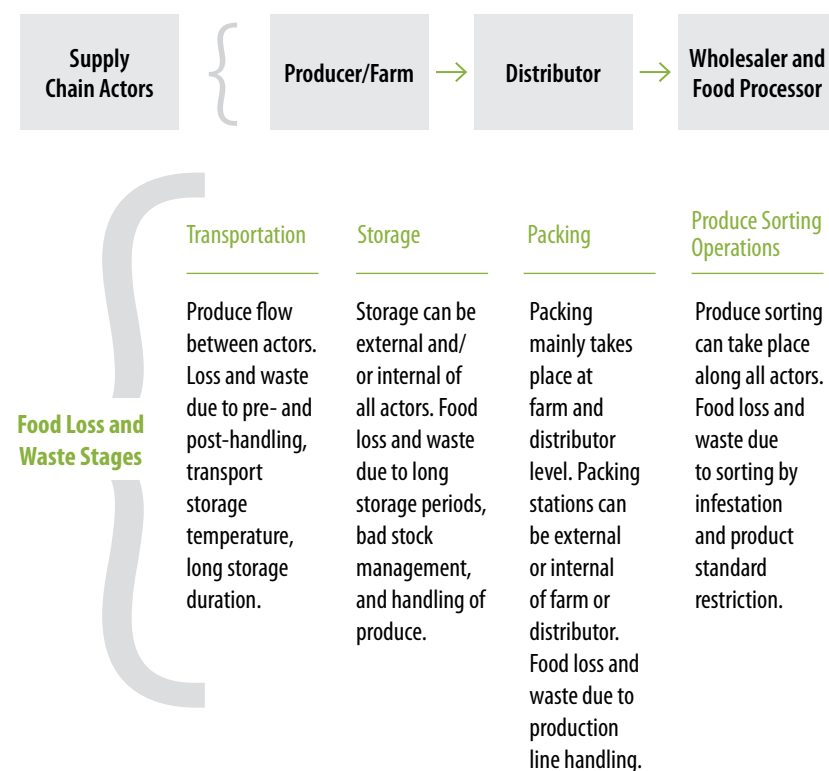 Supply
Chain Actors
Producer/Farm
Distributor
Wholesaler and
Food Processor
Food Loss and
Waste Stages
Transportation
Produce flow
between actors.
Loss and waste
due to pre- and
post-handling,
transport
storage
temperature,
long storage
duration.
Storage
Storage can be
external and/
or internal of
all actors. Food
loss and waste
due to long
storage periods,
bad stock
management,
and handling of
produce.
Packing
Packing
mainly takes
place at
farm and
distributor
level. Packing
stations can
be external
or internal
of farm or
distributor.
Food loss and
waste due to
production
line handling.
Produce Sorting
Operations
Produce sorting
can take place
along all actors.
Food loss and
waste due
to sorting by
infestation
and product
standard
restriction.